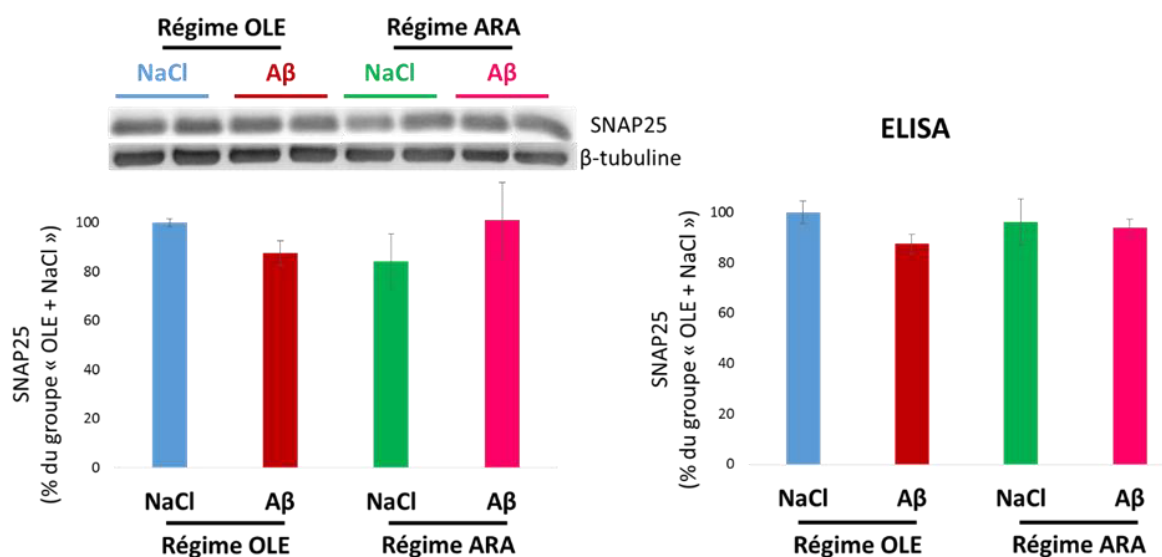 Régime OLE Régime ARA
NaCl Aβ NaCl Aβ
SNAP25
β-tubuline
SNAP25
(% du groupe « OLE + NaCl »)
100
80
60
40
20
0
NaCl Aβ NaCl Aβ
Régime OLE Régime ARA
ELISA
SNAP25
(% du groupe « OLE + NaCl »)
100
80
60
40
20
0
NaCl Aβ NaCl Aβ
Régime OLE Régime ARA